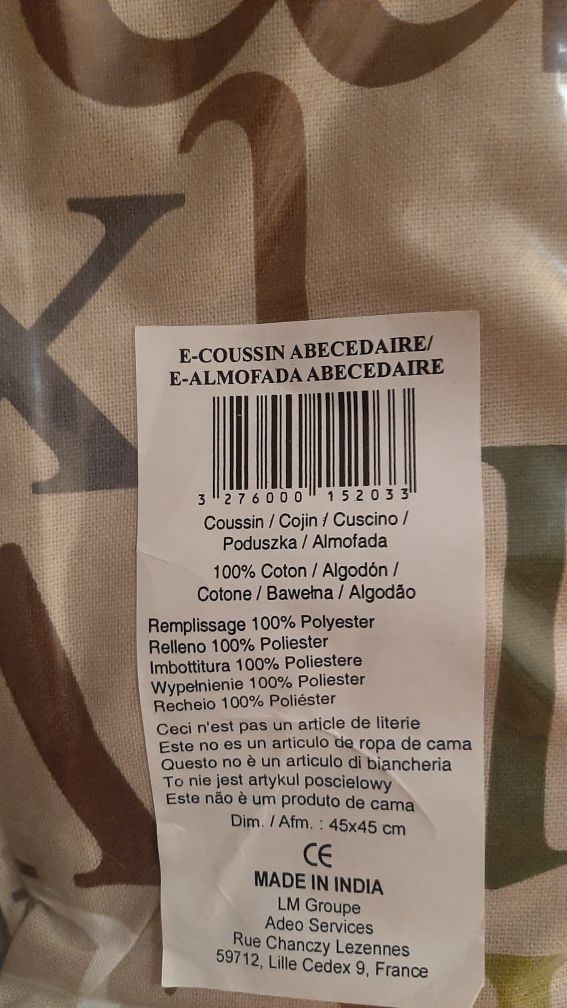 E-COUSSIN ABECEDAIRE/
E-ALMOFADA ABECEDAIRE
3 276000 152033
Coussin / Cojin / Cuscino /
Poduszka / Almofada
100% Coton / Algodón /
Cotone / Bawełna / Algodão
Remplissage 100% Polyester
Relleno 100% Poliester
Imbottitura 100% Poliestere
Wypełnienie 100% Poliester
Recheio 100% Poliéster
Ceci n'est pas un article de literie
Este no es un articulo de ropa de cama
Questo no è un articulo di biancheria
To nie jest artykul poscielowy
Este não è um produto de cama
Dim. / Afm. : 45x45 cm
CE
MADE IN INDIA
LM Groupe
Adeo Services
Rue Chanczy Lezennes
59712, Lille Cedex 9, France